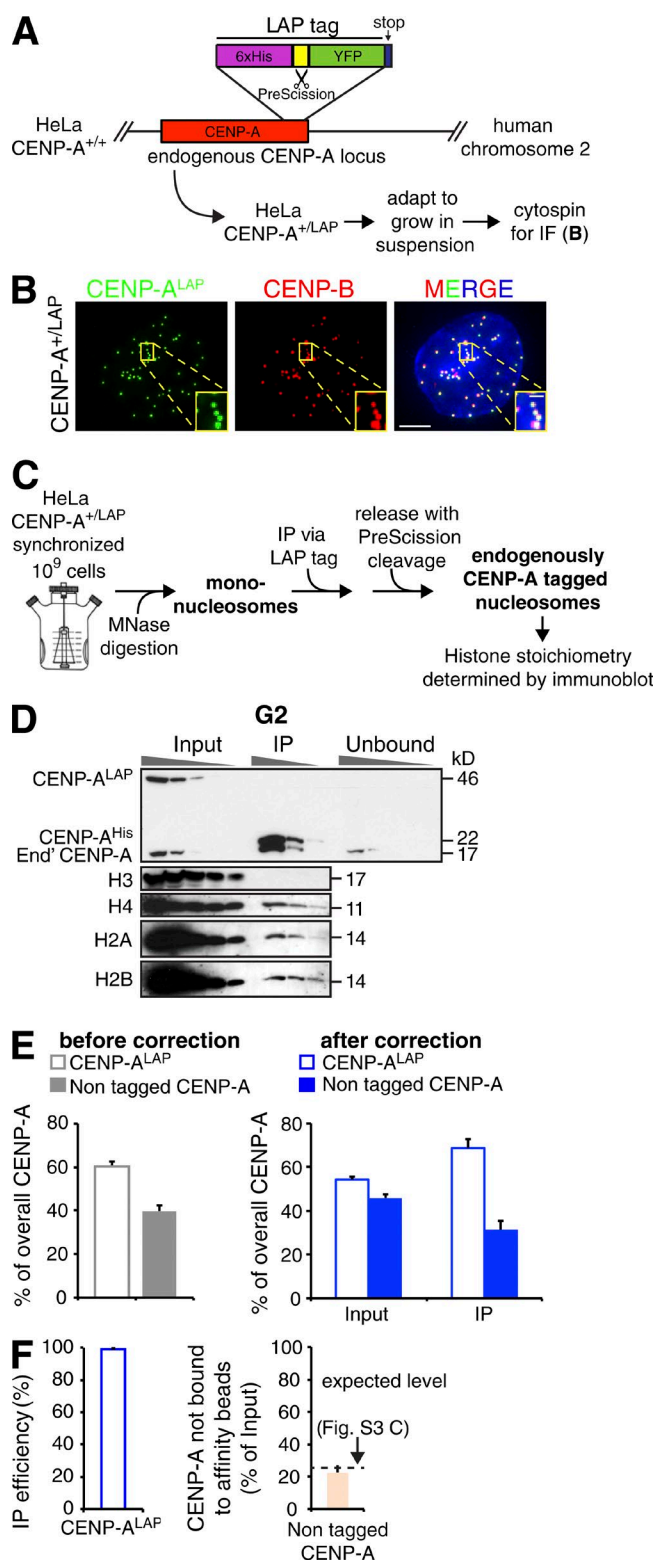 A
LAP tag
stop
6xHis
YFP
PreScission
HeLa
CENP-A+/+
CENP-A
endogenous CENP-A locus
human
chromosome 2
HeLa
CENP-A+/LAP
adapt to
grow in
suspension
cytospin
for IF (B)
B
CENP-ALAP
CENP-B
MERGE
CENP-A+/LAP
C
HeLa
CENP-A+/LAP
synchronized
10⁹ cells
MNase
digestion
mono-
nucleosomes
IP via
LAP tag
release with
PreScission
cleavage
endogenously
CENP-A tagged
nucleosomes
Histone stoichiometry
determined by immunoblot
D
G2
Input
IP
Unbound
kD
CENP-ALAP
46
CENP-AHis
22
End' CENP-A
17
H3
17
H4
11
H2A
14
H2B
14
E
before correction
CENP-ALAP
Non tagged CENP-A
after correction
CENP-ALAP
Non tagged CENP-A
% of overall CENP-A
80
60
40
20
0
% of overall CENP-A
80
60
40
20
0
Input
IP
F
IP efficiency (%)
100
80
60
40
20
0
CENP-ALAP
CENP-A not bound
to affinity beads
(% of Input)
100
80
60
40
20
0
expected level
(Fig. S3 C)
Non tagged
CENP-A